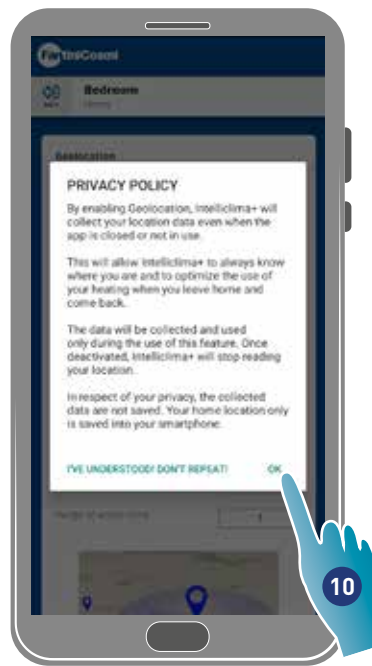 FantiniCosmi
Bedroom
Geolocation
PRIVACY POLICY
By enabling Geolocation, Intelliclima+ will
collect your location data even when the
app is closed or not in use.
This will allow Intelliclima+ to always know
where you are and to optimize the use of
your heating when you leave home and
come back.
The data will be collected and used
only during the use of this feature. Once
deactivated, Intelliclima+ will stop reading
your location.
In respect of your privacy, the collected
data are not saved. Your home location only
is saved into your smartphone.
I'VE UNDERSTOOD! DON'T REPEAT! OK
10